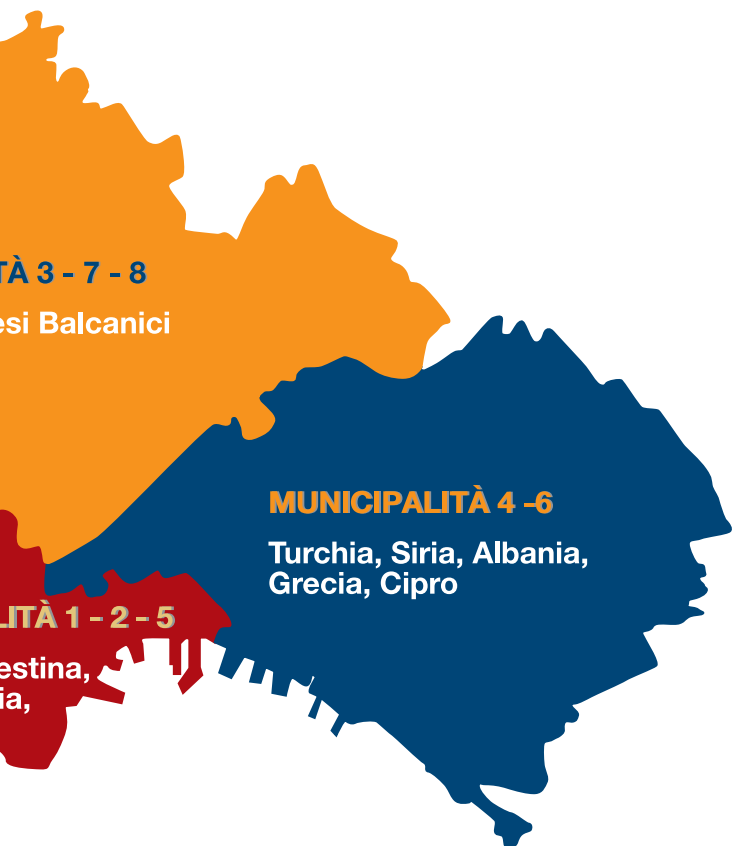 TÀ 3 - 7 - 8
esi Balcanici
MUNICIPALITÀ 4 -6
Turchia, Siria, Albania,
Grecia, Cipro
LITÀ 1 - 2 - 5
estina,
ia,